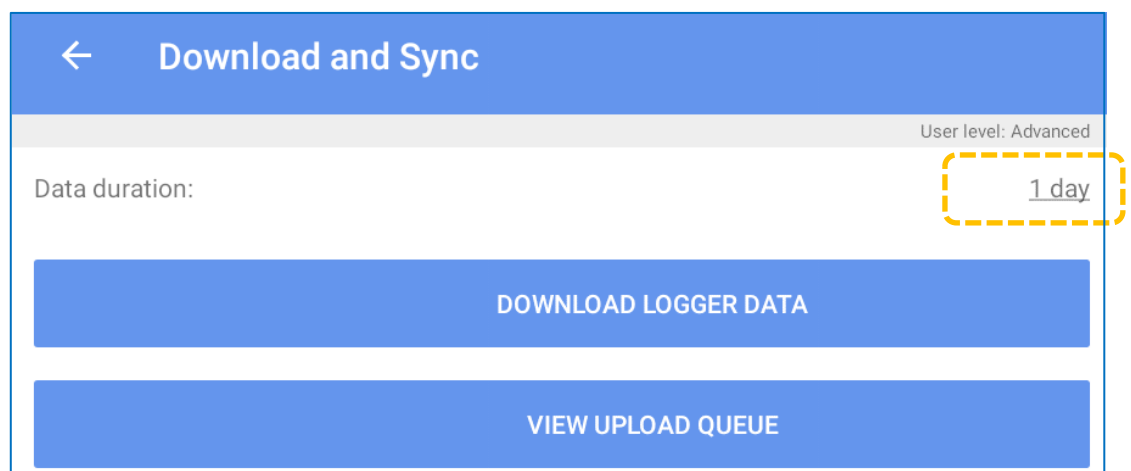 Download and Sync
User level: Advanced
Data duration: 1 day
DOWNLOAD LOGGER DATA
VIEW UPLOAD QUEUE